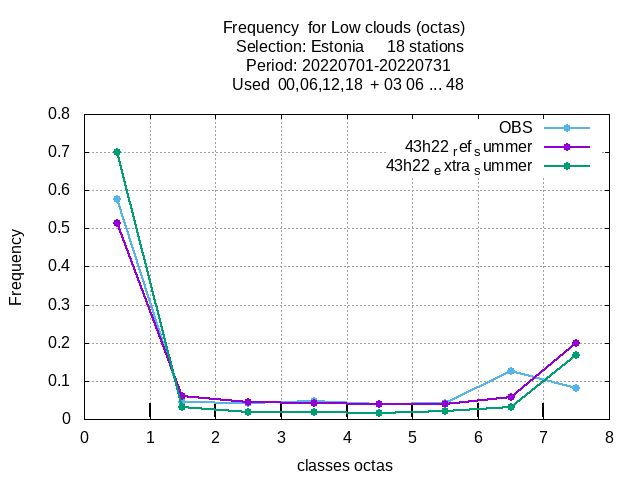 Frequency  for Low clouds (octas)
Selection: Estonia     18 stations
Period: 20220701-20220731
Used  00,06,12,18  + 03 06 ... 48
OBS
43h22 ref summer
43h22 extra summer
0.8
0.7
0.6
0.5
0.4
0.3
0.2
0.1
0
Frequency
0 1 2 3 4 5 6 7 8
classes octas